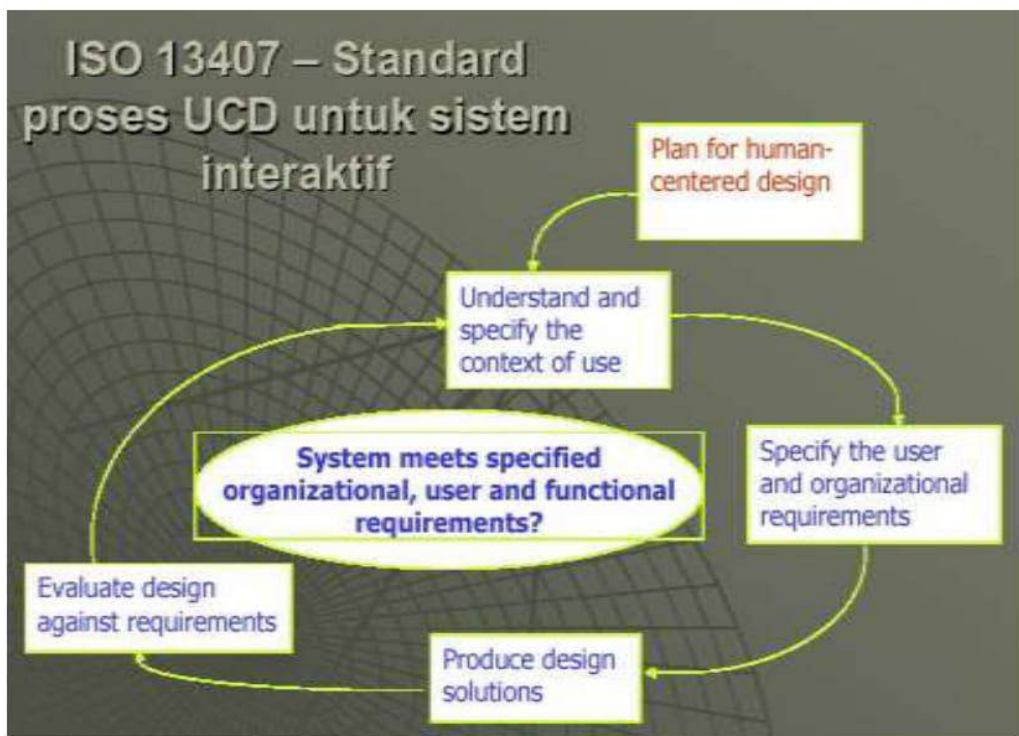 ISO 13407 – Standard
proses UCD untuk sistem
interaktif
Plan for human-
centered design
Understand and
specify the
context of use
Specify the user
and organizational
requirements
System meets specified
organizational, user and functional
requirements?
Evaluate design
against requirements
Produce design
solutions